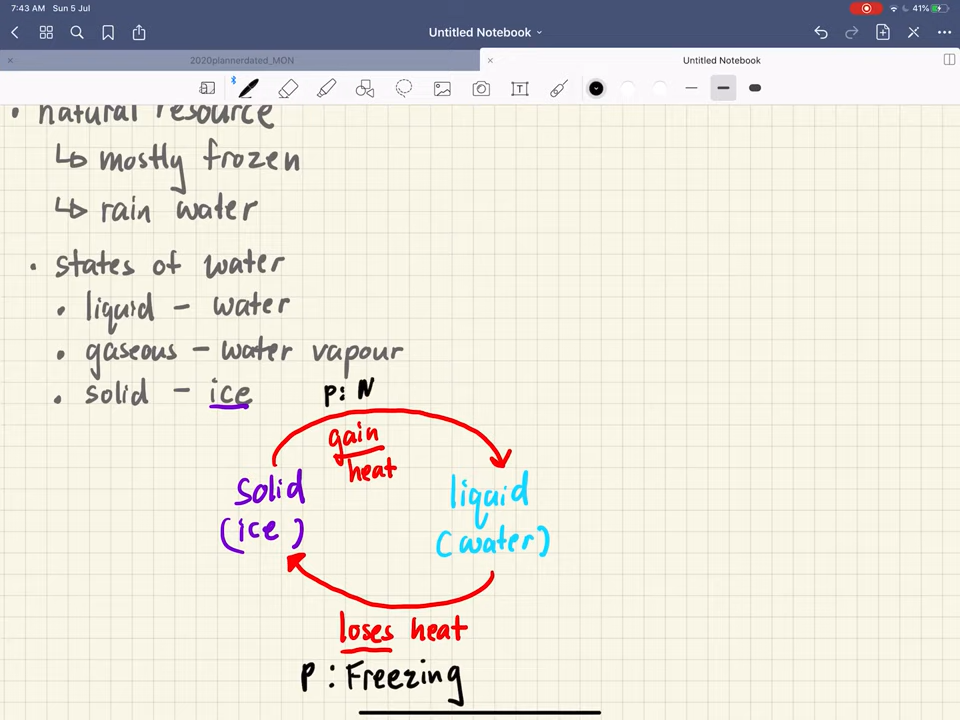 7:43 AM Sun 5 Jul
41%
Untitled Notebook
2020plannerdated_MON
Untitled Notebook
• natural resource
↳ mostly frozen
↳ rain water
• states of water
• liquid - water
• gaseous - water vapour
• solid - ice
P: N
gain
heat
solid
(ice)
liquid
(water)
loses heat
P: Freezing